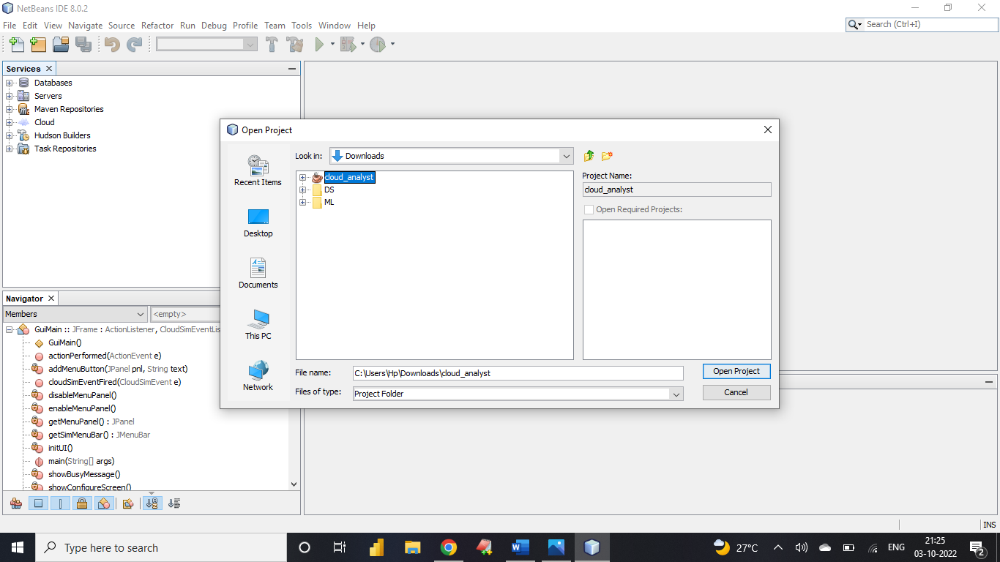 NetBeans IDE 8.0.2
File Edit View Navigate Source Refactor Run Debug Profile Team Tools Window Help
Search (Ctrl+I)
Services
Databases
Servers
Maven Repositories
Cloud
Hudson Builders
Task Repositories
Open Project
Recent Items
Desktop
Documents
This PC
Network
Look in:
Downloads
cloud_analyst
DS
ML
Project Name:
cloud_analyst
Open Required Projects:
File name:
C:\Users\Hp\Downloads\cloud_analyst
Files of type:
Project Folder
Open Project
Cancel
Navigator
Members
<empty>
GuiMain :: JFrame : ActionListener, CloudSimEventLis
GuiMain()
actionPerformed(ActionEvent e)
addMenuButton(JPanel pnl, String text)
cloudSimEventFired(CloudSimEvent e)
disableMenuPanel()
enableMenuPanel()
getMenuPanel() : JPanel
getSimMenuBar() : JMenuBar
initUI()
main(String[] args)
showBusyMessage()
showConfigureScreen()
INS
Type here to search
27°C
ENG
21:25
03-10-2022
2